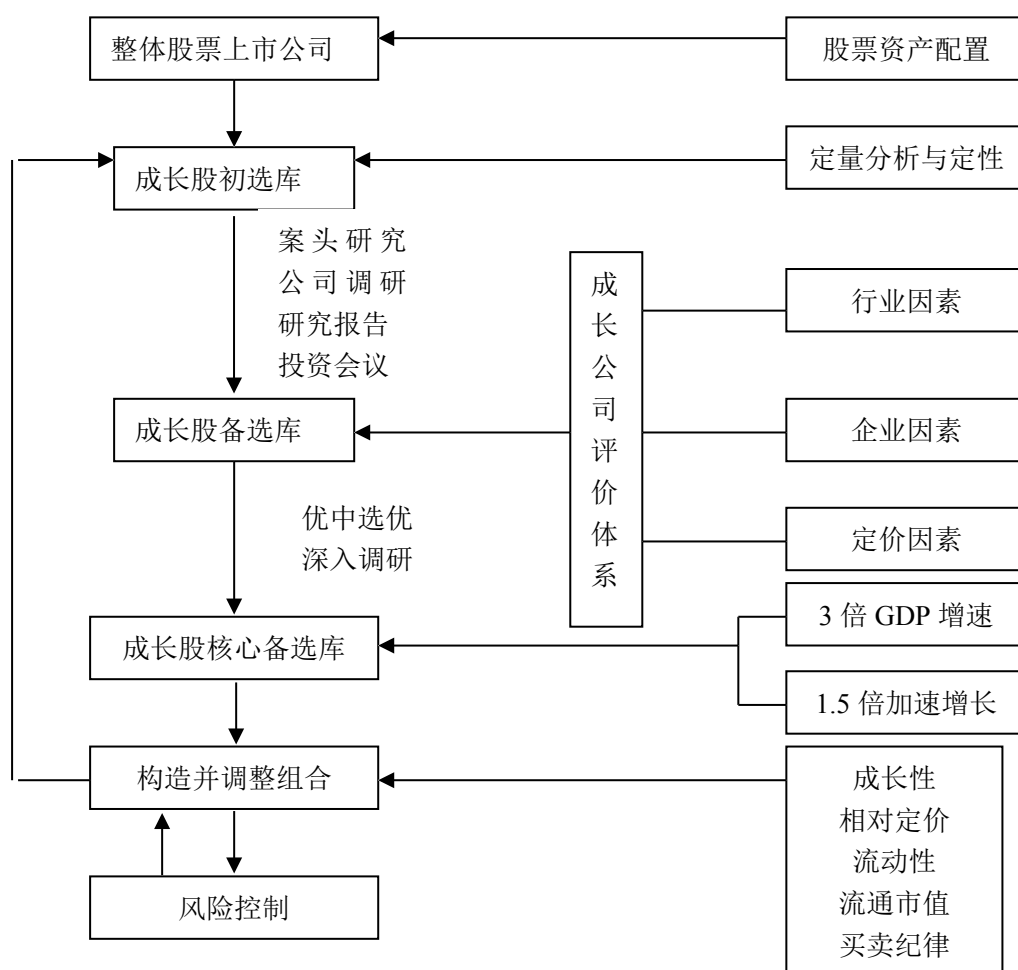 整体股票上市公司
股票资产配置
成长股初选库
定量分析与定性
案头研究
公司调研
研究报告
投资会议
成长公司评价体系
行业因素
成长股备选库
企业因素
优中选优
深入调研
定价因素
成长股核心备选库
3 倍 GDP 增速
1.5 倍加速增长
构造并调整组合
成长性
相对定价
流动性
流通市值
买卖纪律
风险控制